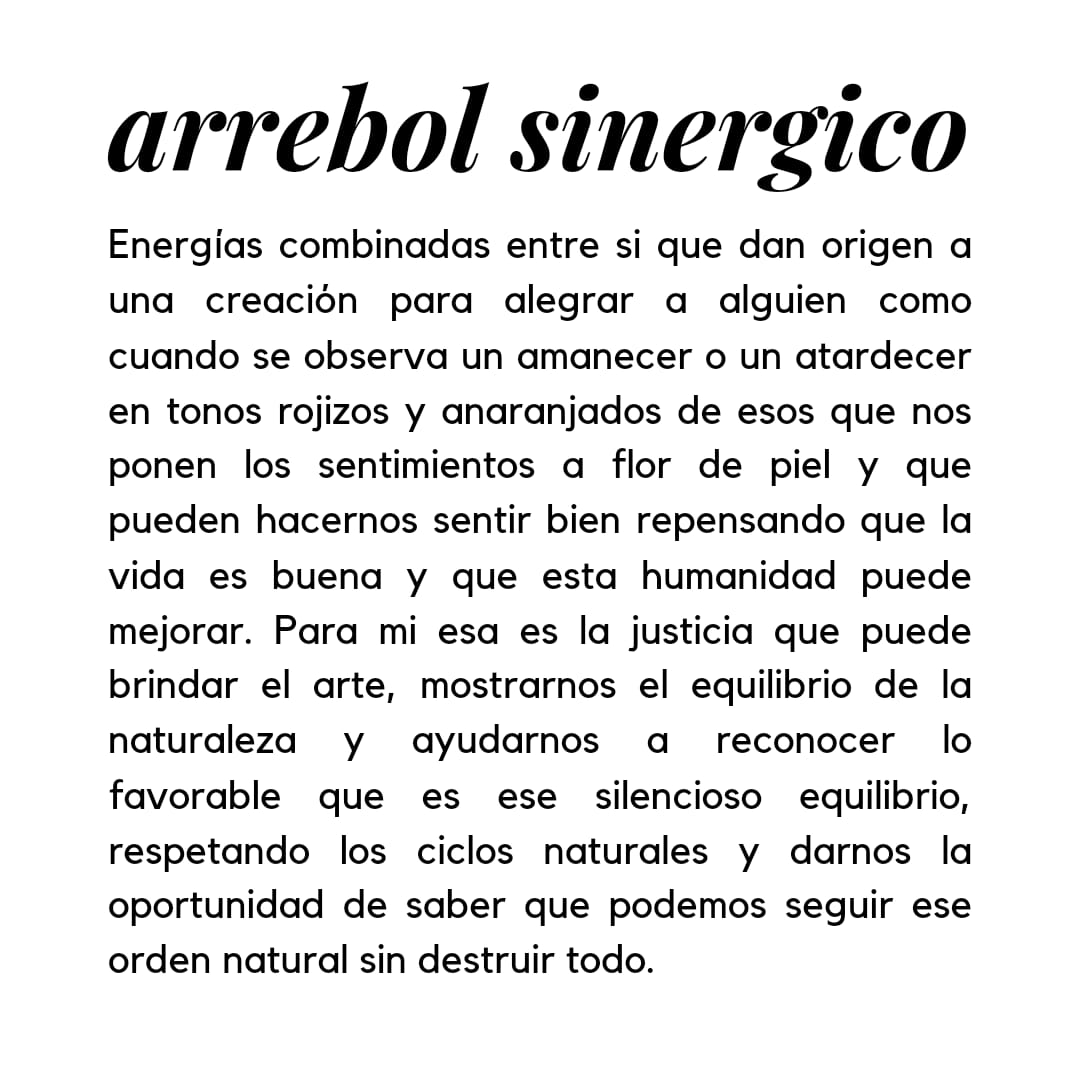 arrebol sinergico
Energías combinadas entre si que dan origen a
una creación para alegrar a alguien como
cuando se observa un amanecer o un atardecer
en tonos rojizos y anaranjados de esos que nos
ponen los sentimientos a flor de piel y que
pueden hacernos sentir bien repensando que la
vida es buena y que esta humanidad puede
mejorar. Para mi esa es la justicia que puede
brindar el arte, mostrarnos el equilibrio de la
naturaleza y ayudarnos a reconocer lo
favorable que es ese silencioso equilibrio,
respetando los ciclos naturales y darnos la
oportunidad de saber que podemos seguir ese
orden natural sin destruir todo.